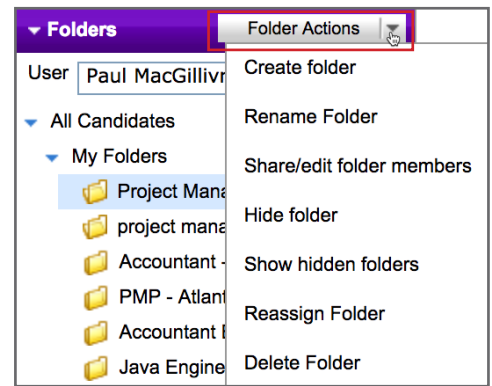 Folders
Folder Actions
User Paul MacGillivr
All Candidates
My Folders
Project Mana
project mana
Accountant -
PMP - Atlant
Accountant
Java Engine
Create folder
Rename Folder
Share/edit folder members
Hide folder
Show hidden folders
Reassign Folder
Delete Folder